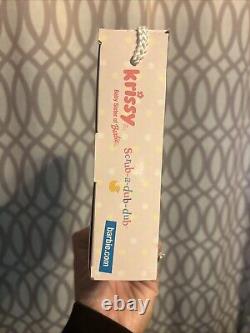 krissy
Baby Sister of Barbie
Scrub-a-dub-dub
barbie.com